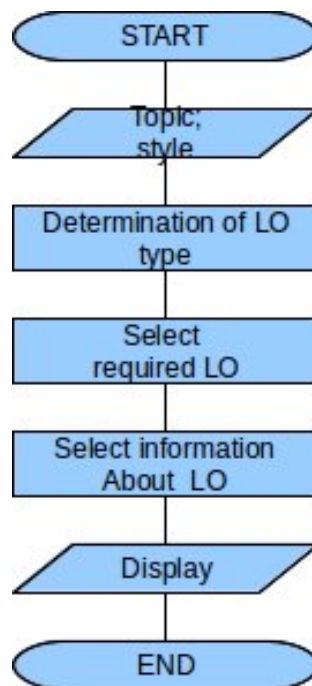 START
Topic;
style
Determination of LO
type
Select
required LO
Select information
About LO
Display
END